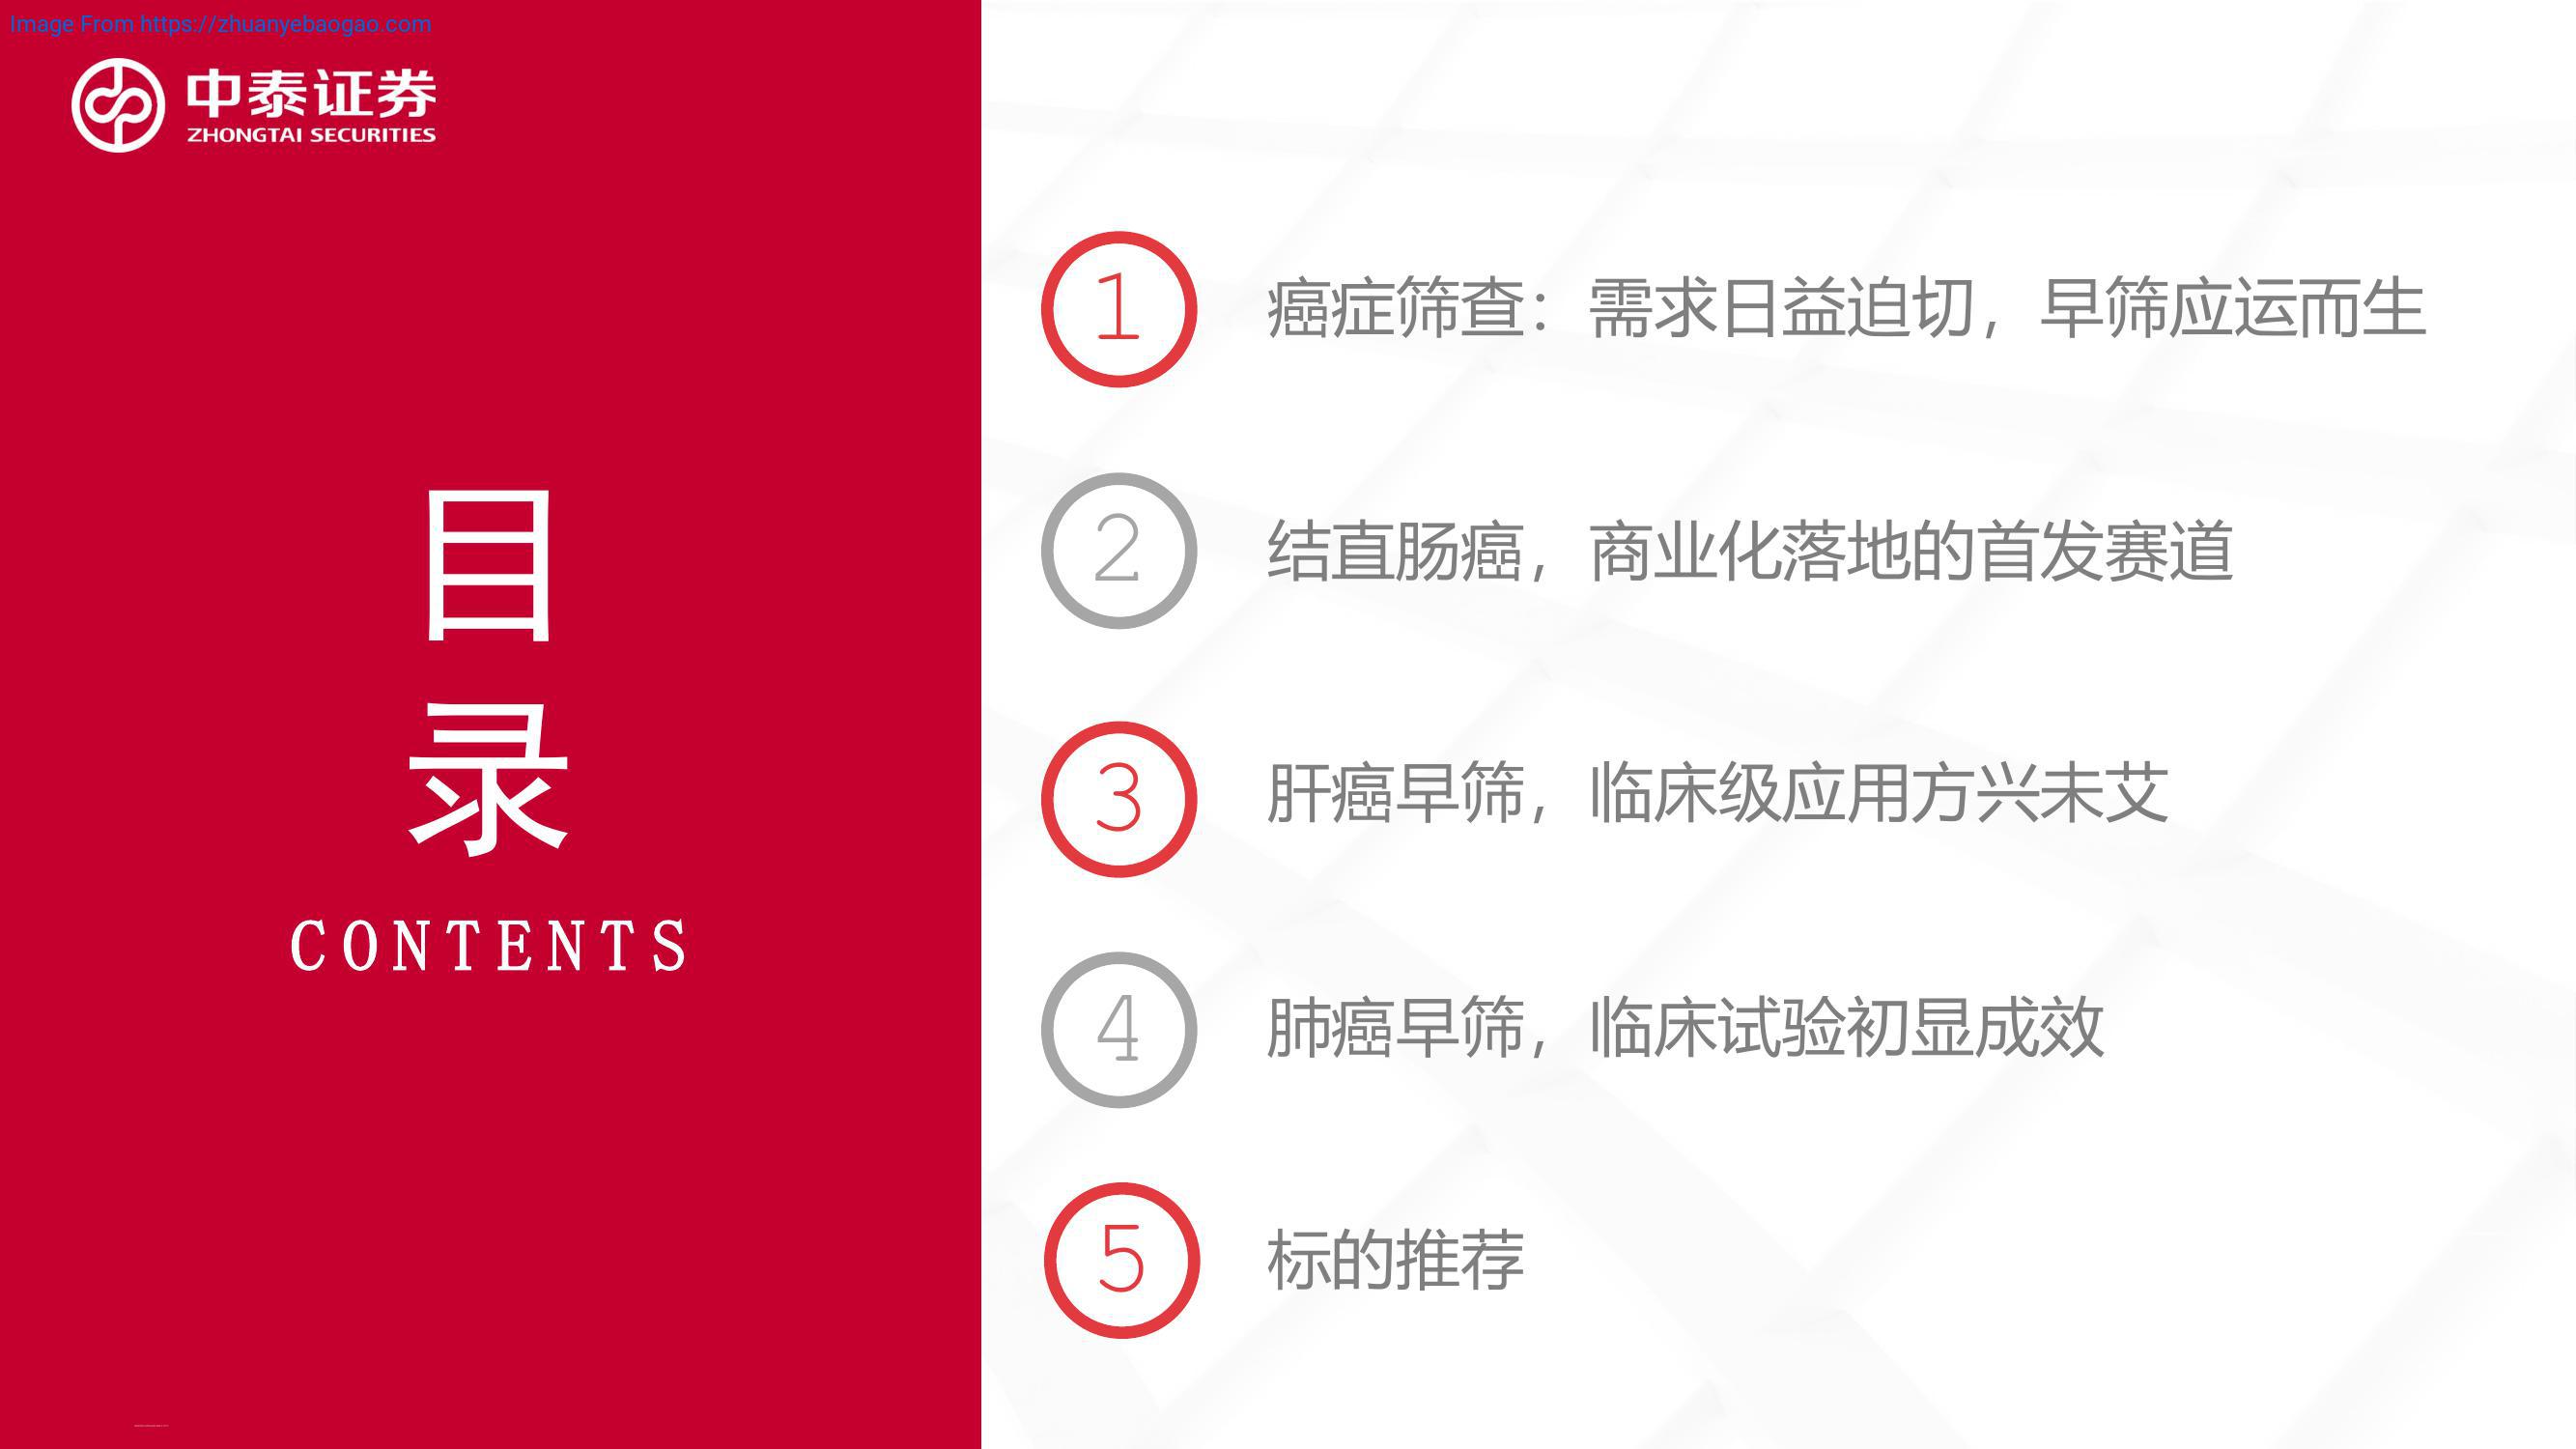 Image From https://zhuanyebaogao.com
中泰证券
ZHONGTAI SECURITIES
目
录
CONTENTS
1 癌症筛查：需求日益迫切，早筛应运而生
2 结直肠癌，商业化落地的首发赛道
3 肝癌早筛，临床级应用方兴未艾
4 肺癌早筛，临床试验初显成效
5 标的推荐